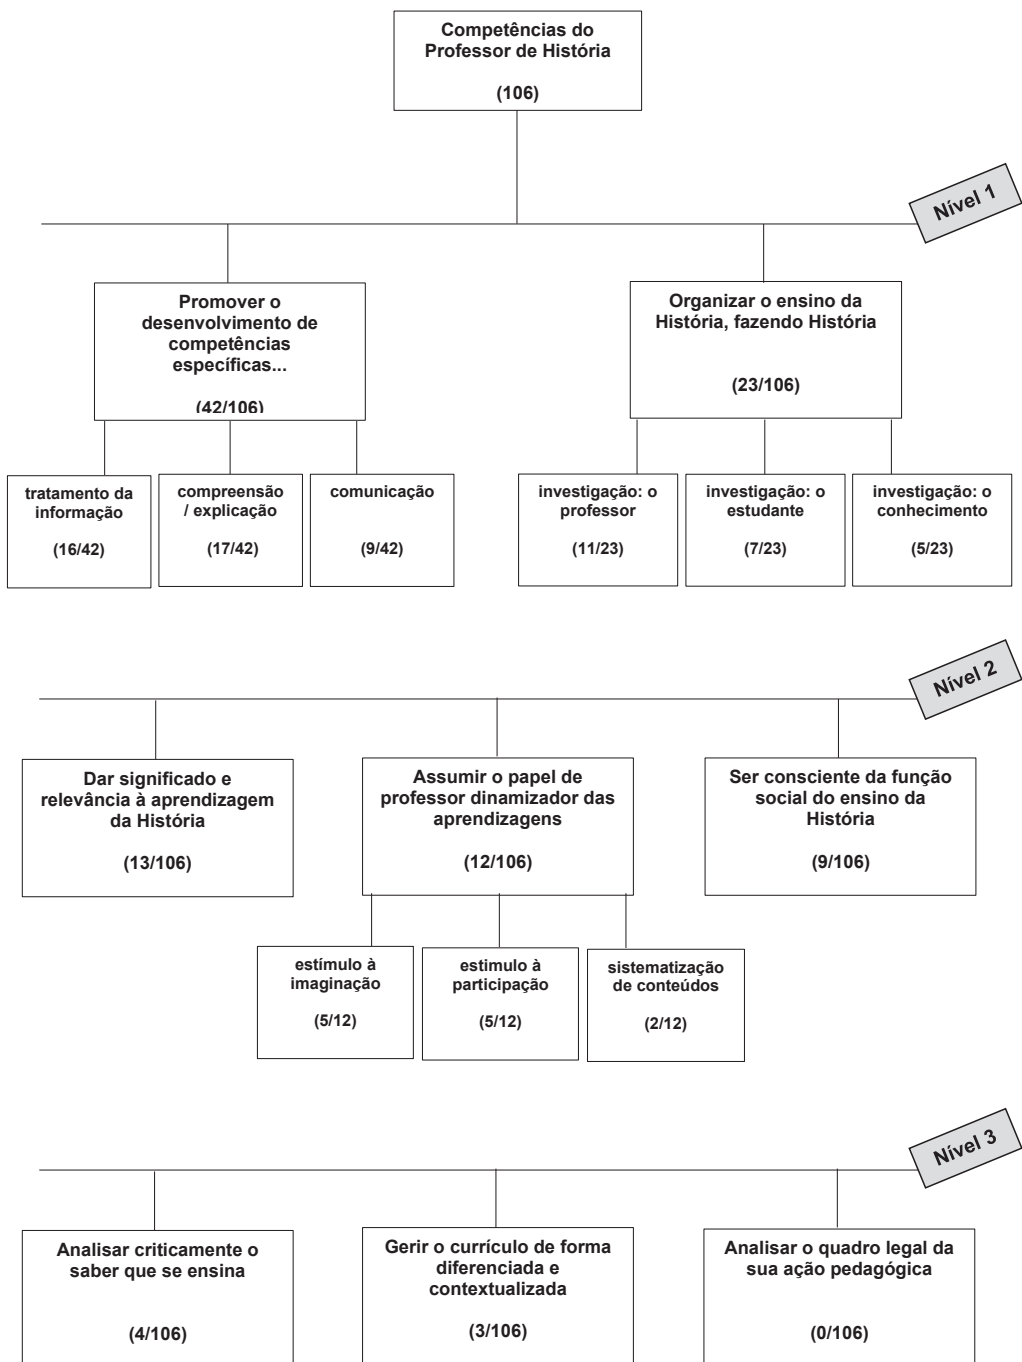 Competências do
Professor de História
(106)
Nível 1
Promover o
desenvolvimento de
competências
específicas...
(42/106)
Organizar o ensino da
História, fazendo História
(23/106)
tratamento da
informação
(16/42)
compreensão
/ explicação
(17/42)
comunicação
(9/42)
investigação: o
professor
(11/23)
investigação: o
estudante
(7/23)
investigação: o
conhecimento
(5/23)
Nível 2
Dar significado e
relevância à aprendizagem
da História
(13/106)
Assumir o papel de
professor dinamizador das
aprendizagens
(12/106)
Ser consciente da função
social do ensino da
História
(9/106)
estímulo à
imaginação
(5/12)
estimulo à
participação
(5/12)
sistematização
de conteúdos
(2/12)
Nível 3
Analisar criticamente o
saber que se ensina
(4/106)
Gerir o currículo de forma
diferenciada e
contextualizada
(3/106)
Analisar o quadro legal da
sua ação pedagógica
(0/106)